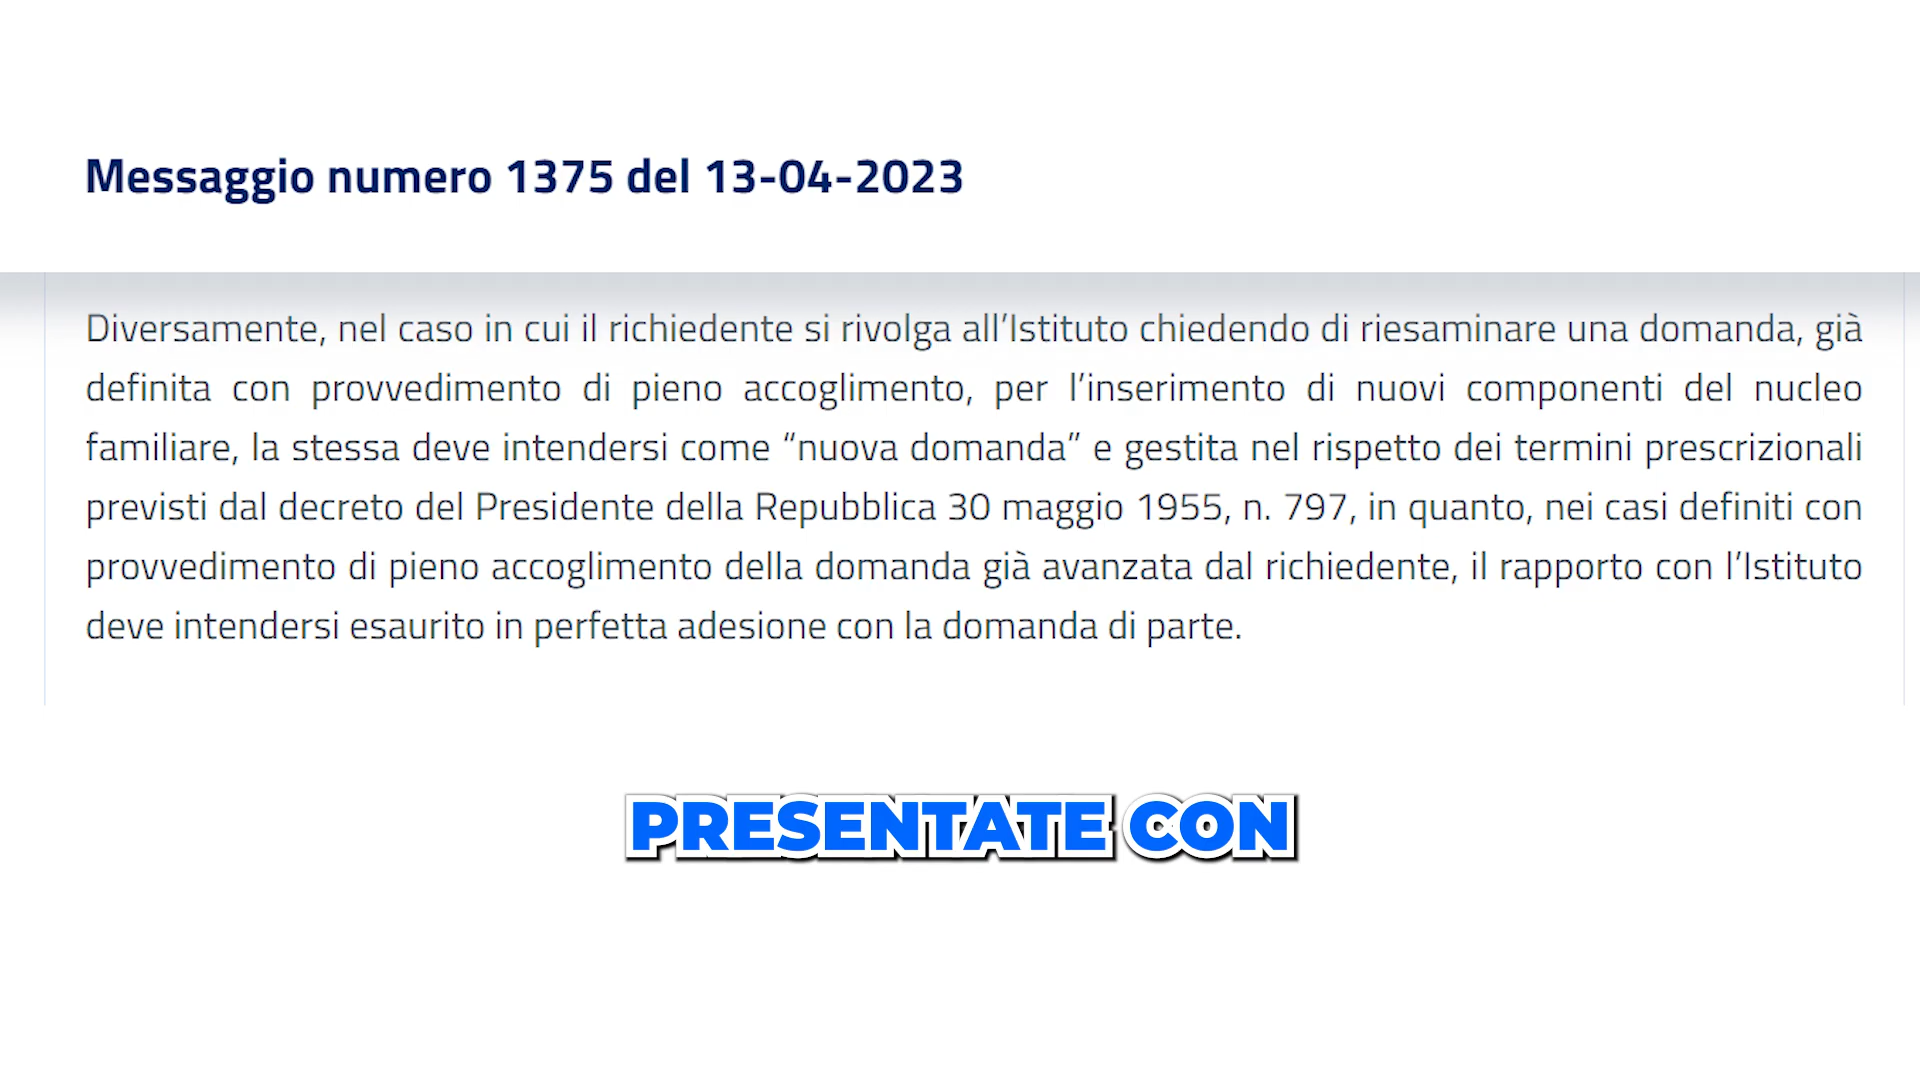 Messaggio numero 1375 del 13-04-2023
Diversamente, nel caso in cui il richiedente si rivolga all’Istituto chiedendo di riesaminare una domanda, già
definita con provvedimento di pieno accoglimento, per l’inserimento di nuovi componenti del nucleo
familiare, la stessa deve intendersi come “nuova domanda” e gestita nel rispetto dei termini prescrizionali
previsti dal decreto del Presidente della Repubblica 30 maggio 1955, n. 797, in quanto, nei casi definiti con
provvedimento di pieno accoglimento della domanda già avanzata dal richiedente, il rapporto con l’Istituto
deve intendersi esaurito in perfetta adesione con la domanda di parte.
PRESENTATE CON